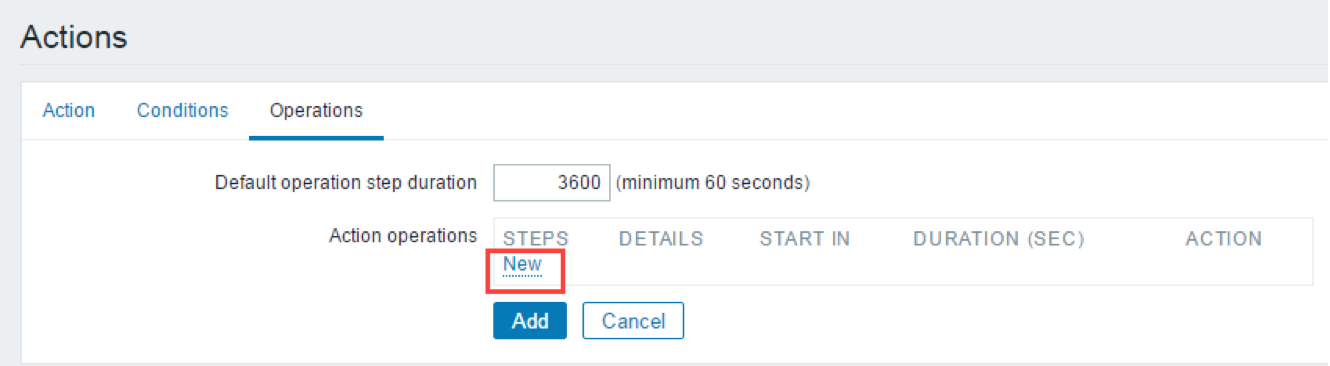 Actions
Action Conditions Operations
Default operation step duration 3600 (minimum 60 seconds)
Action operations STEPS DETAILS START IN DURATION (SEC) ACTION
New
Add Cancel